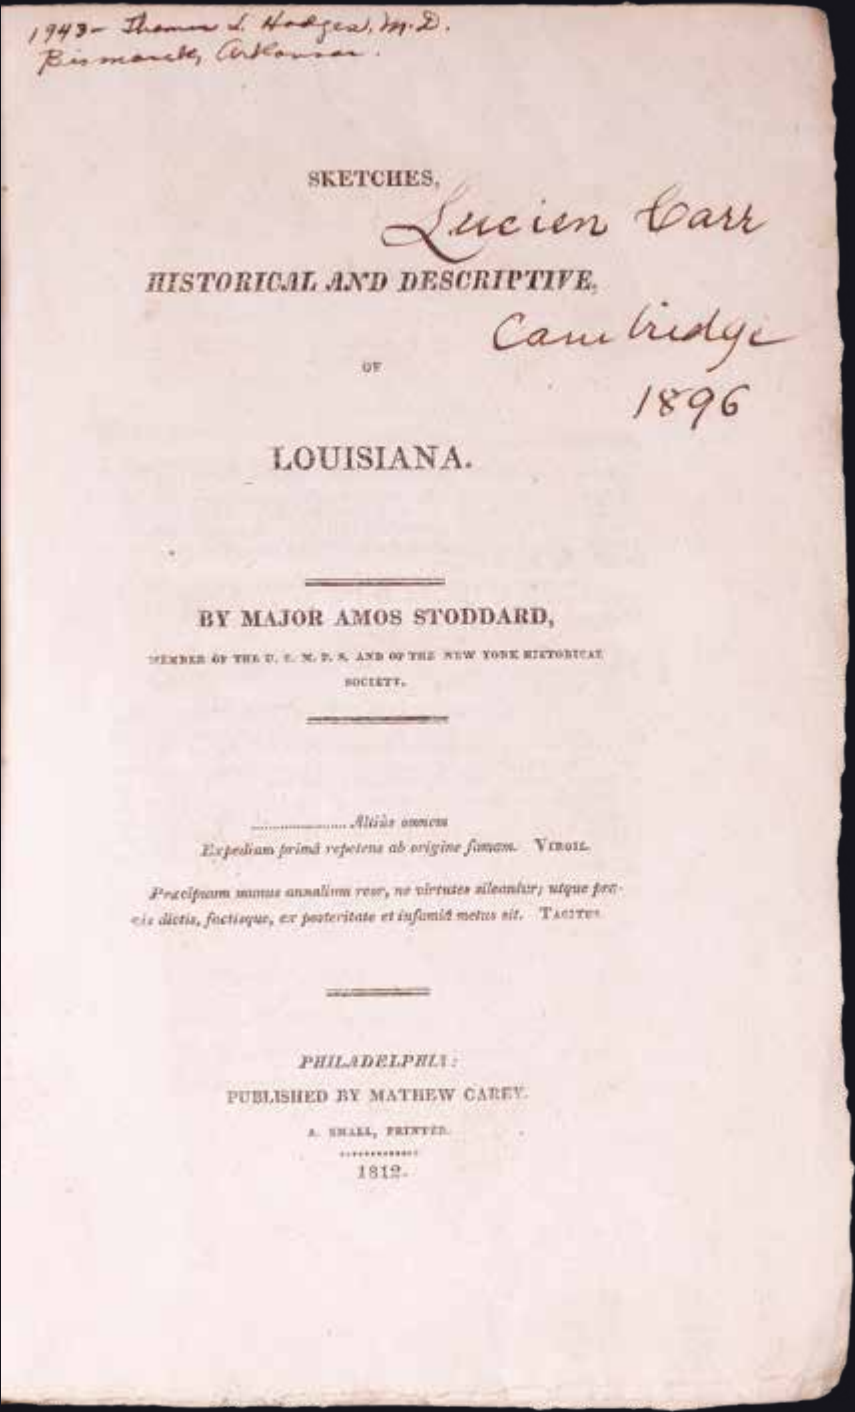 1943- Thomas L. Hodges, M.D.
Bismarck, Arkansas.
SKETCHES,
Lucien Carr
HISTORICAL AND DESCRIPTIVE,
Cambridge
OF
1896
LOUISIANA.
BY MAJOR AMOS STODDARD,
MEMBER OF THE U. S. M. P. S. AND OF THE NEW YORK HISTORICAL
SOCIETY.
........................Altiùs omnem
Expediam primâ repetens ab origine famam. VIRGIL.
Præcipuum munus annalium reor, ne virtutes sileantur; utque pra-
vis dictis, factisque, ex posteritate et infamiâ metus sit. TACITUS.
PHILADELPHIA:
PUBLISHED BY MATHEW CAREY.
A. SMALL, PRINTER.
1812.